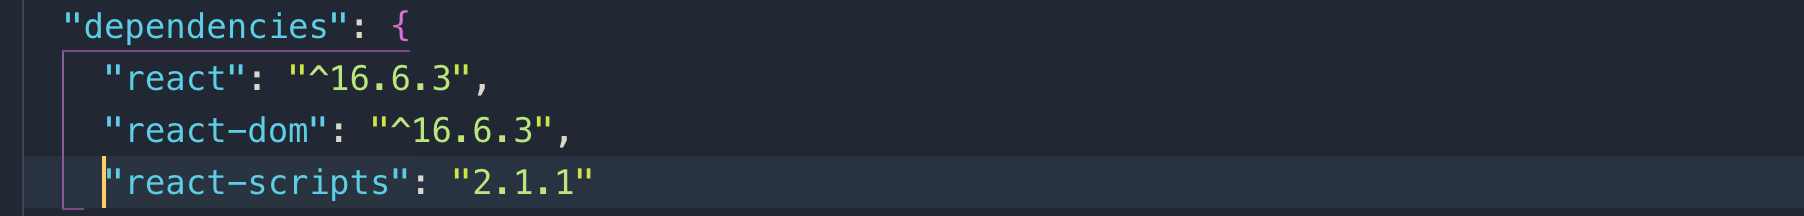 "dependencies": {
"react": "^16.6.3",
"react-dom": "^16.6.3",
"react-scripts": "2.1.1"